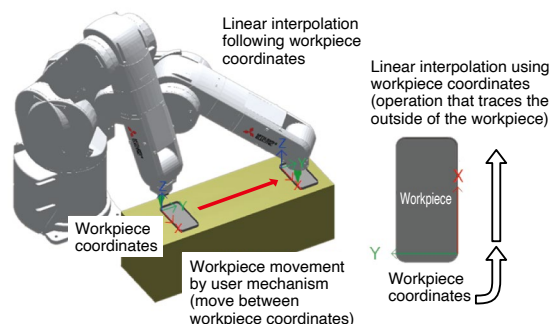 Linear interpolation
following workpiece
coordinates
Linear interpolation using
workpiece coordinates
(operation that traces the
outside of the workpiece)
Z
Y
X
Z
Y
X
Workpiece
coordinates
Workpiece movement
by user mechanism
(move between
workpiece coordinates)
X
Workpiece
Y
Workpiece
coordinates